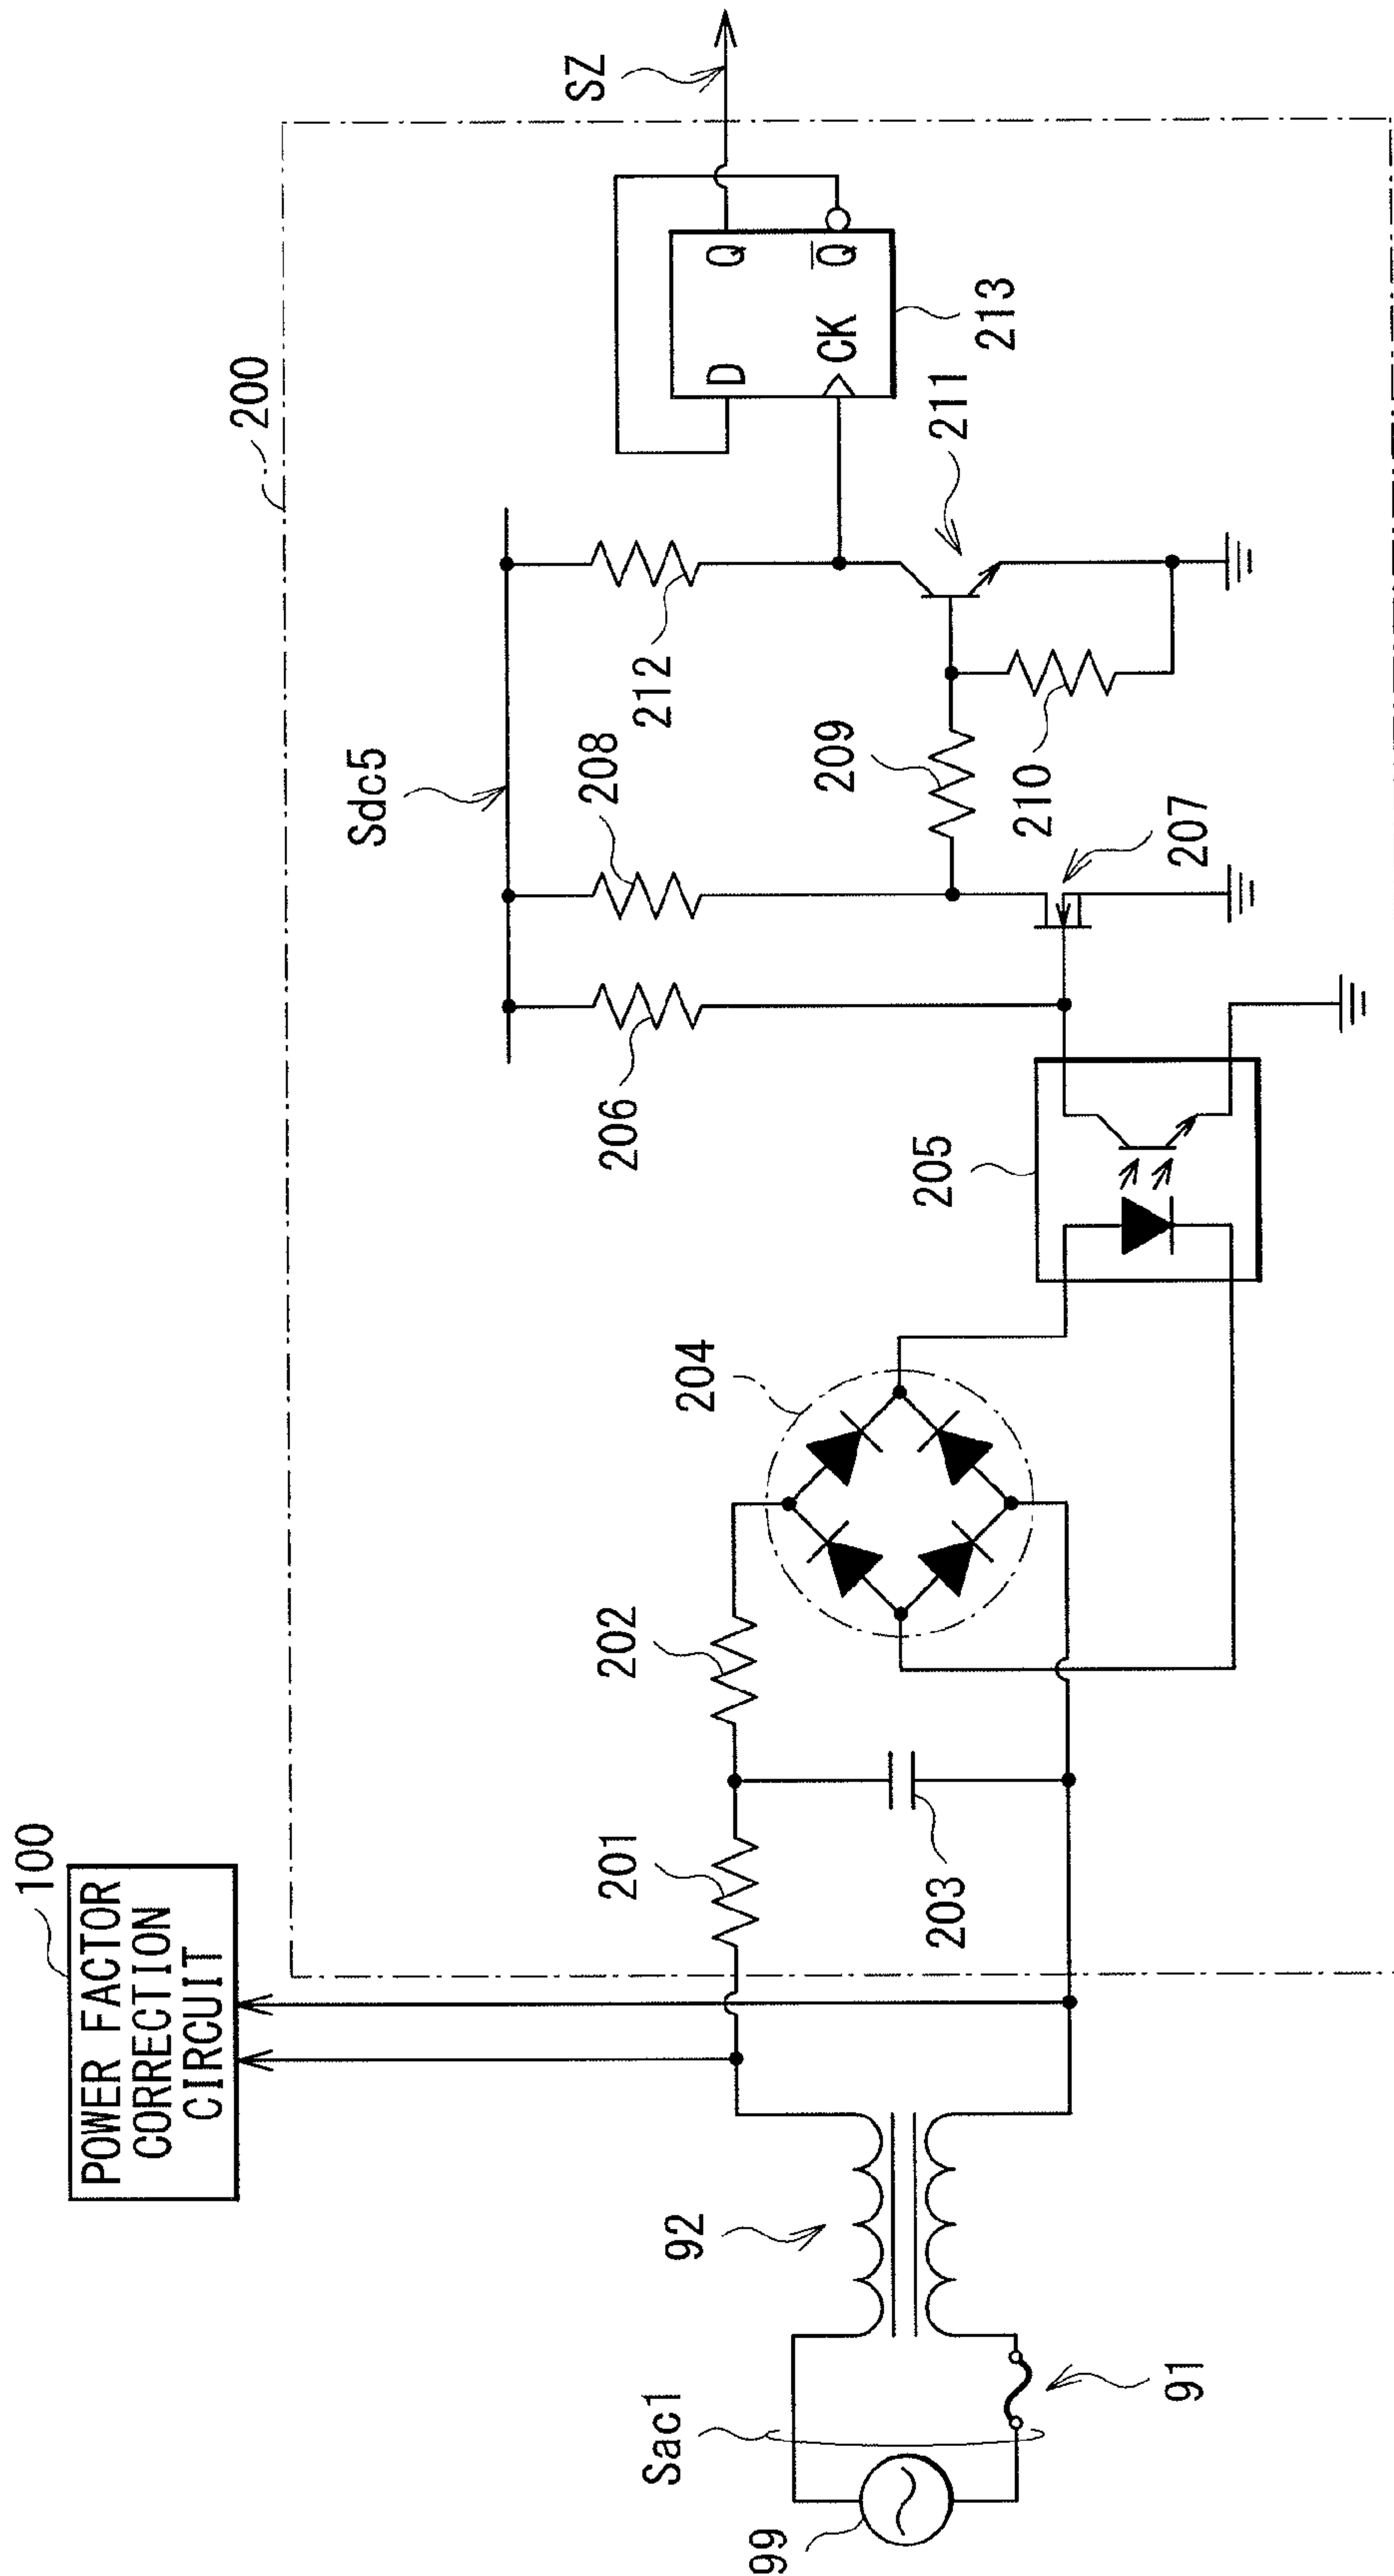 100
POWER FACTOR
CORRECTION
CIRCUIT
200
Sac1
99
91
92
201
202
203
204
205
206
Sdc5
208
207
209
210
212
211
D
Q
CK
Q̅
213
SZ